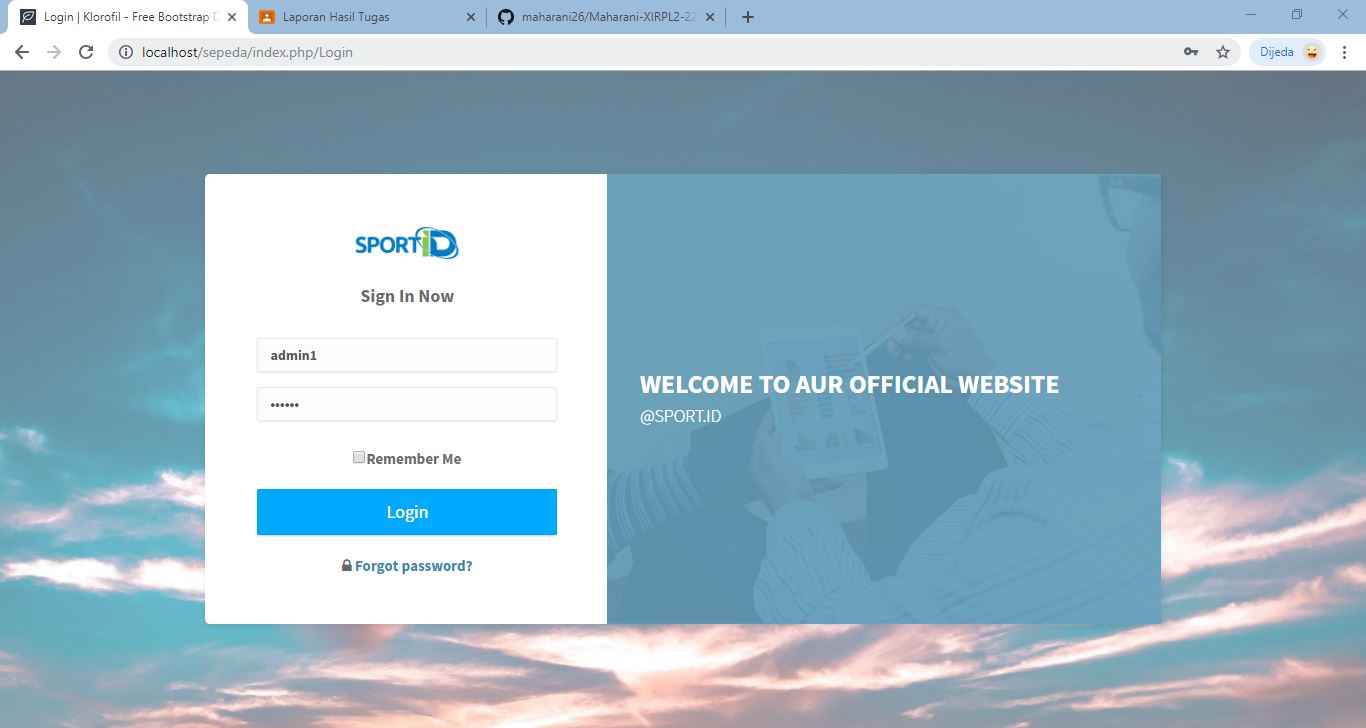 Login | Klorofil - Free Bootstrap D
Laporan Hasil Tugas
maharani26/Maharani-XIRPL2-22
localhost/sepeda/index.php/Login
Dijeda
SPORTiD
Sign In Now
admin1
••••••
Remember Me
Login
Forgot password?
WELCOME TO AUR OFFICIAL WEBSITE
@SPORT.ID